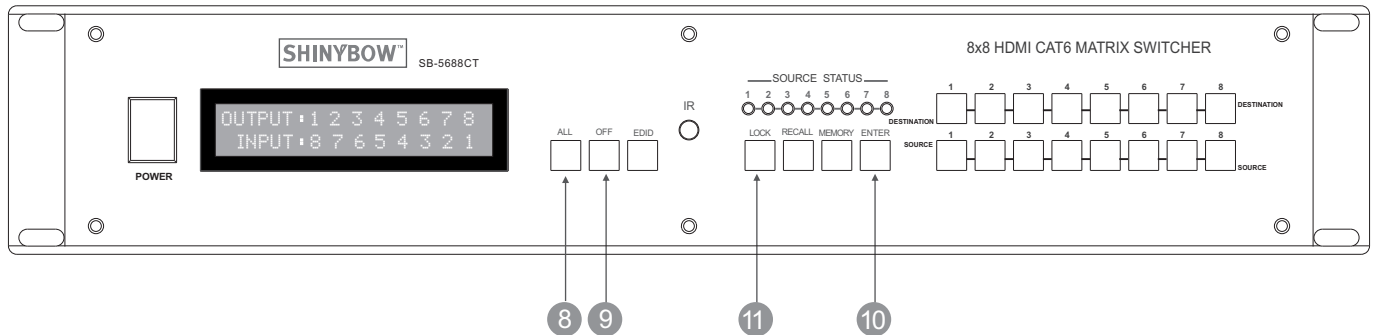 SHINYBOW™
SB-5688CT
8x8 HDMI CAT6 MATRIX SWITCHER
POWER
OUTPUT:1 2 3 4 5 6 7 8
INPUT:8 7 6 5 4 3 2 1
ALL OFF EDID
IR
SOURCE STATUS
1 2 3 4 5 6 7 8
LOCK RECALL MEMORY ENTER
1 2 3 4 5 6 7 8
DESTINATION DESTINATION
1 2 3 4 5 6 7 8
SOURCE SOURCE
8 9 11 10